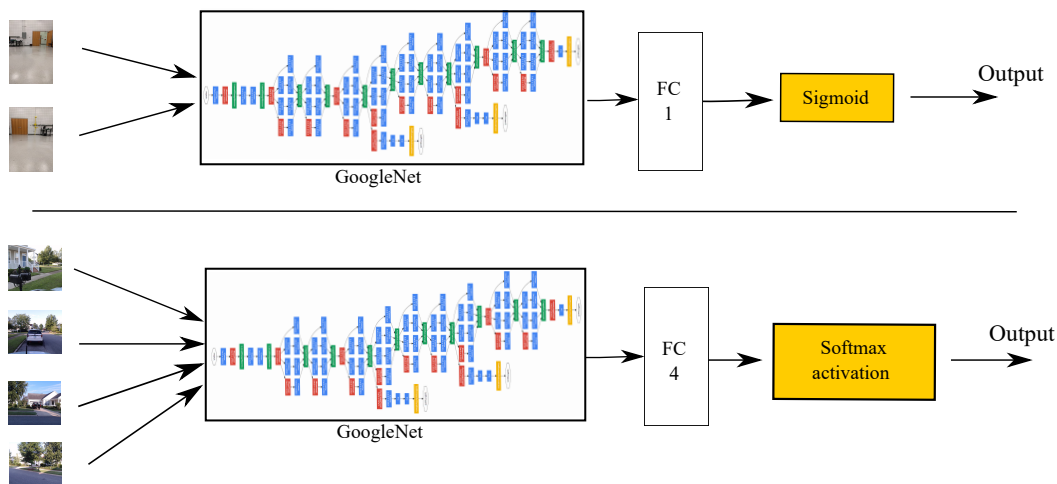 GoogleNet
FC
1
Sigmoid
Output
GoogleNet
FC
4
Softmax
activation
Output